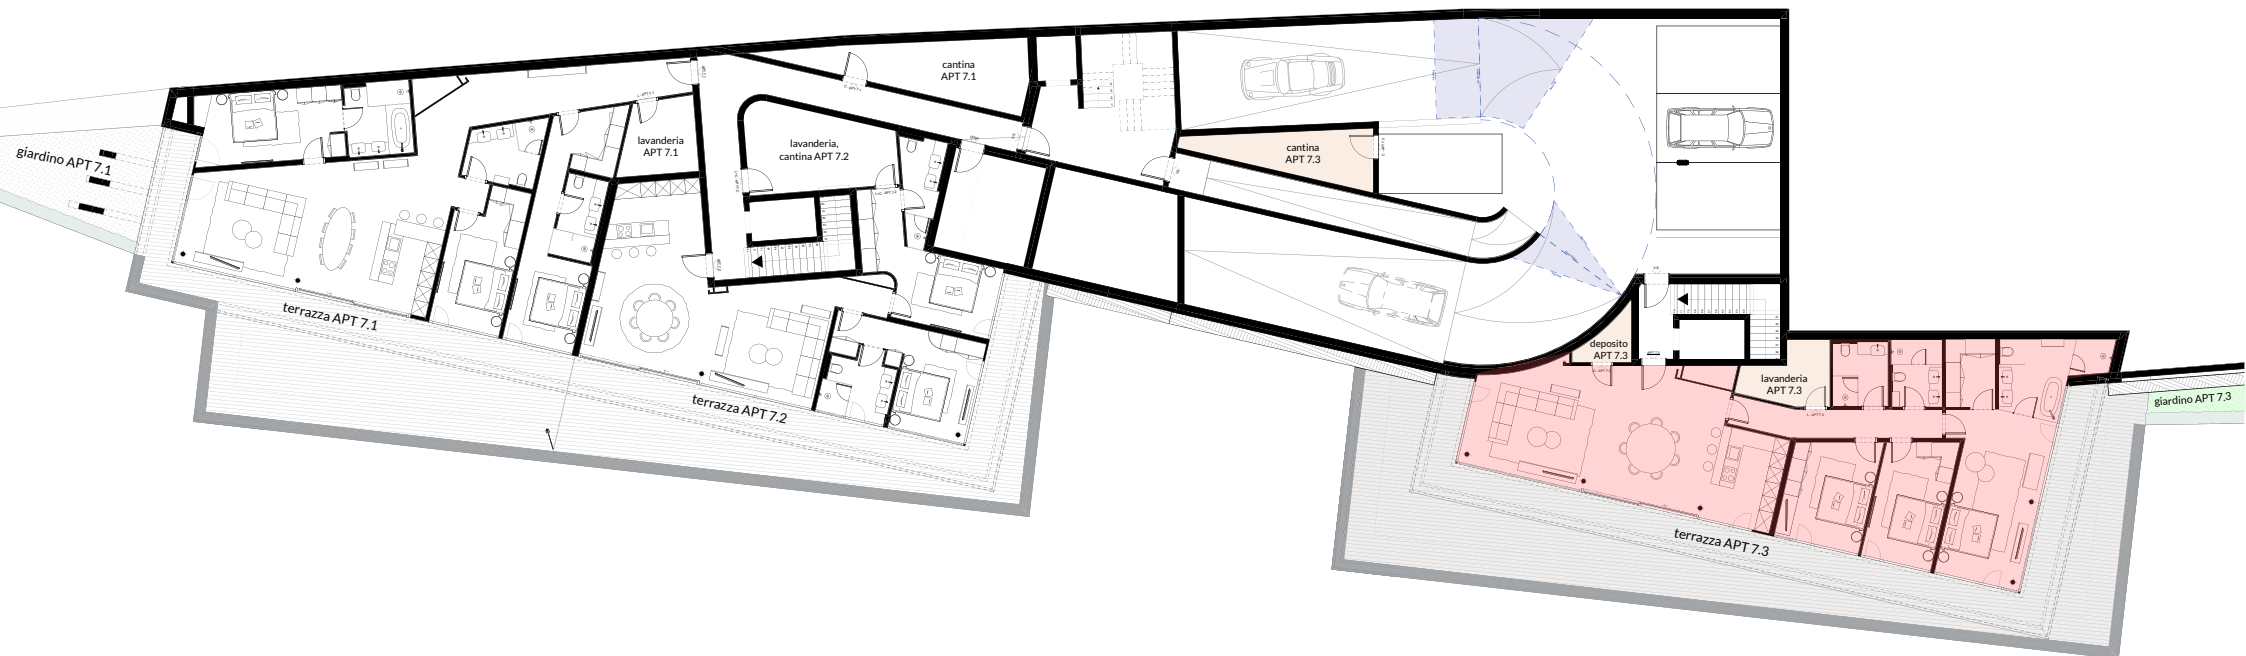 cantina
APT 7.1
giardino APT 7.1
lavanderia
APT 7.1
lavanderia,
cantina APT 7.2
cantina
APT 7.3
terrazza APT 7.1
terrazza APT 7.2
deposito
APT 7.3
lavanderia
APT 7.3
giardino APT 7.3
terrazza APT 7.3